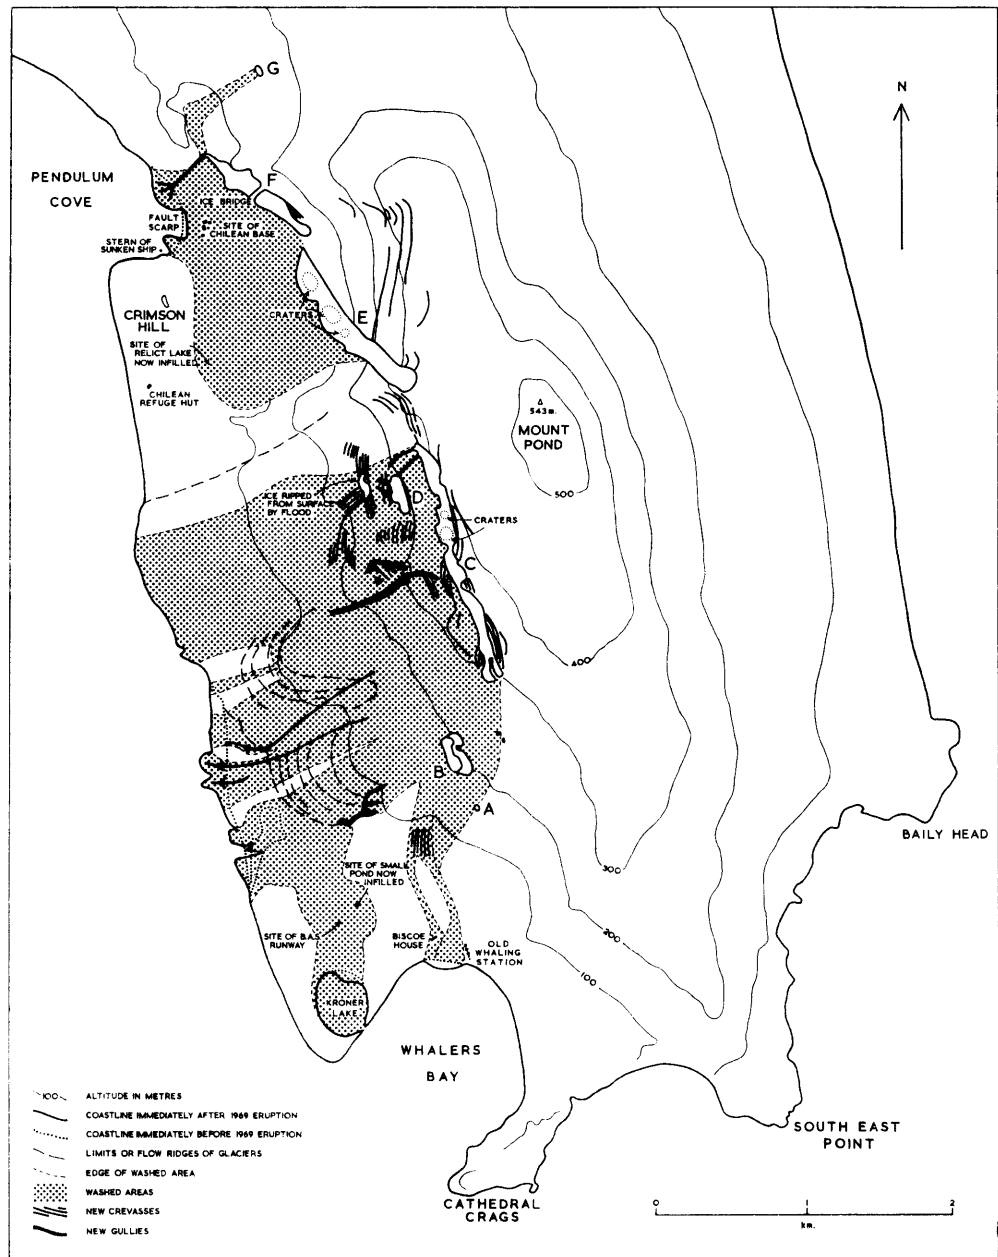 G
N
PENDULUM
COVE
F
ICE BRIDGE
FAULT
SCARP
SITE OF
CHILEAN BASE
STERN OF
SUNKEN SHIP
CRIMSON
HILL
CRATERS
E
SITE OF
RELICT LAKE
NOW INFILLED
CHILEAN
REFUGE HUT
543m.
MOUNT
POND
500
ICE RIPPED
FROM SURFACE
BY FLOOD
D
CRATERS
C
400
B
A
BAILY HEAD
300
SITE OF SMALL
POND NOW
INFILLED
200
SITE OF B.A.S.
RUNWAY
BISCOE
HOUSE
OLD
WHALING
STATION
100
KRONER
LAKE
WHALERS
BAY
100
ALTITUDE IN METRES
COASTLINE IMMEDIATELY AFTER 1969 ERUPTION
COASTLINE IMMEDIATELY BEFORE 1969 ERUPTION
LIMITS OR FLOW RIDGES OF GLACIERS
EDGE OF WASHED AREA
WASHED AREAS
NEW CREVASSES
NEW GULLIES
SOUTH EAST
POINT
CATHEDRAL
CRAGS
0 1 2
km.